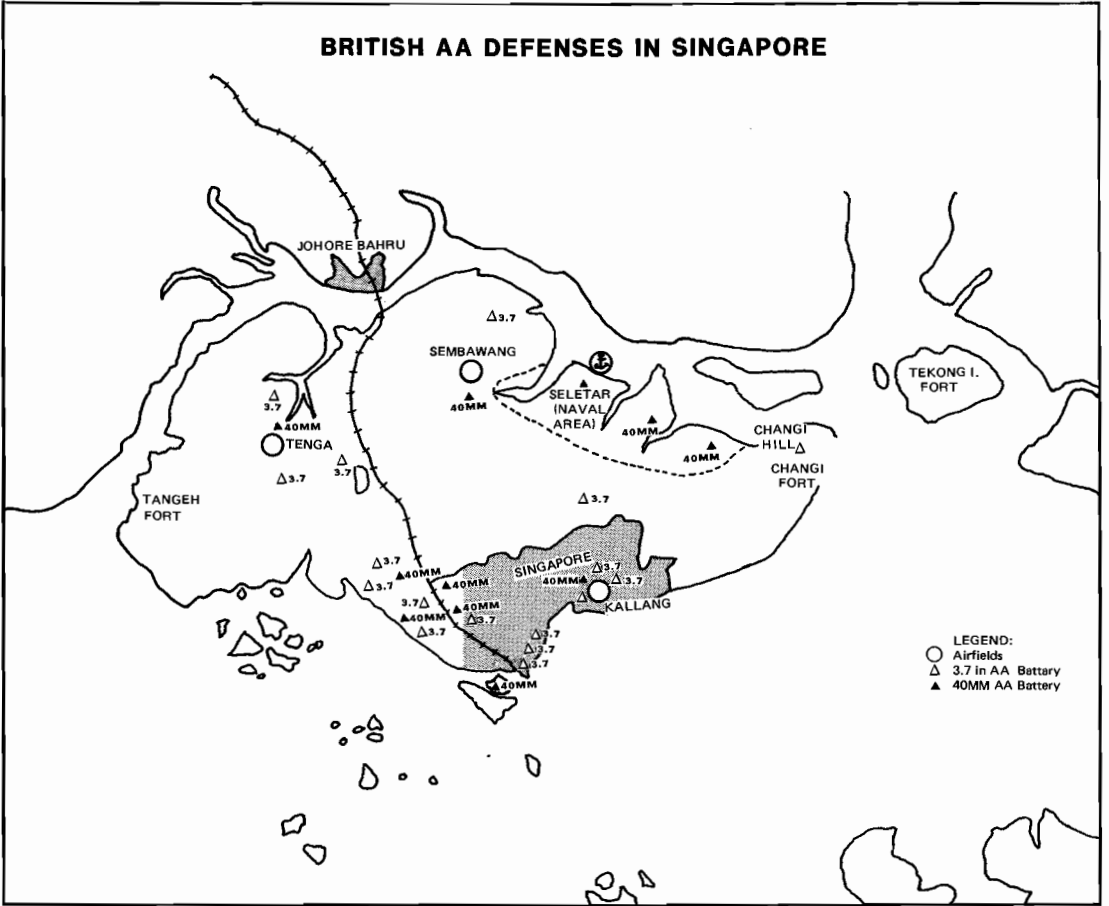 BRITISH AA DEFENSES IN SINGAPORE
JOHORE BAHRU
3.7
SEMBAWANG
40MM
TEKONG I.
FORT
SELETAR
(NAVAL
AREA)
3.7
40MM
TENGA
3.7
3.7
40MM
40MM
CHANGI
HILL
CHANGI
FORT
TANGEH
FORT
3.7
3.7
40MM
3.7
3.7
40MM
3.7
40MM
40MM
3.7
SINGAPORE
3.7
40MM
3.7
KALLANG
3.7
3.7
3.7
40MM
LEGEND:
Airfields
3.7 in AA Battary
40MM AA Battery